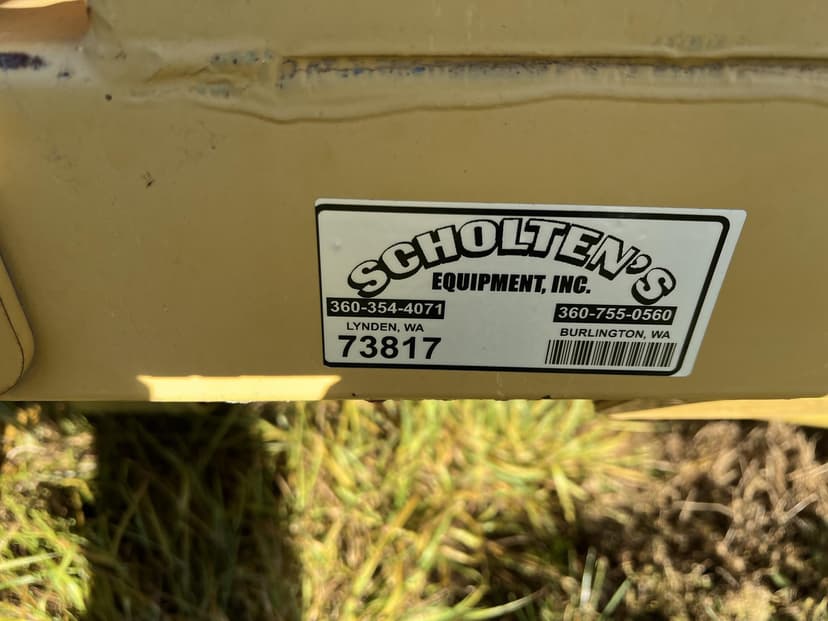 SCHOLTEN'S
EQUIPMENT, INC.
360-354-4071
LYNDEN, WA
73817
360-755-0560
BURLINGTON, WA